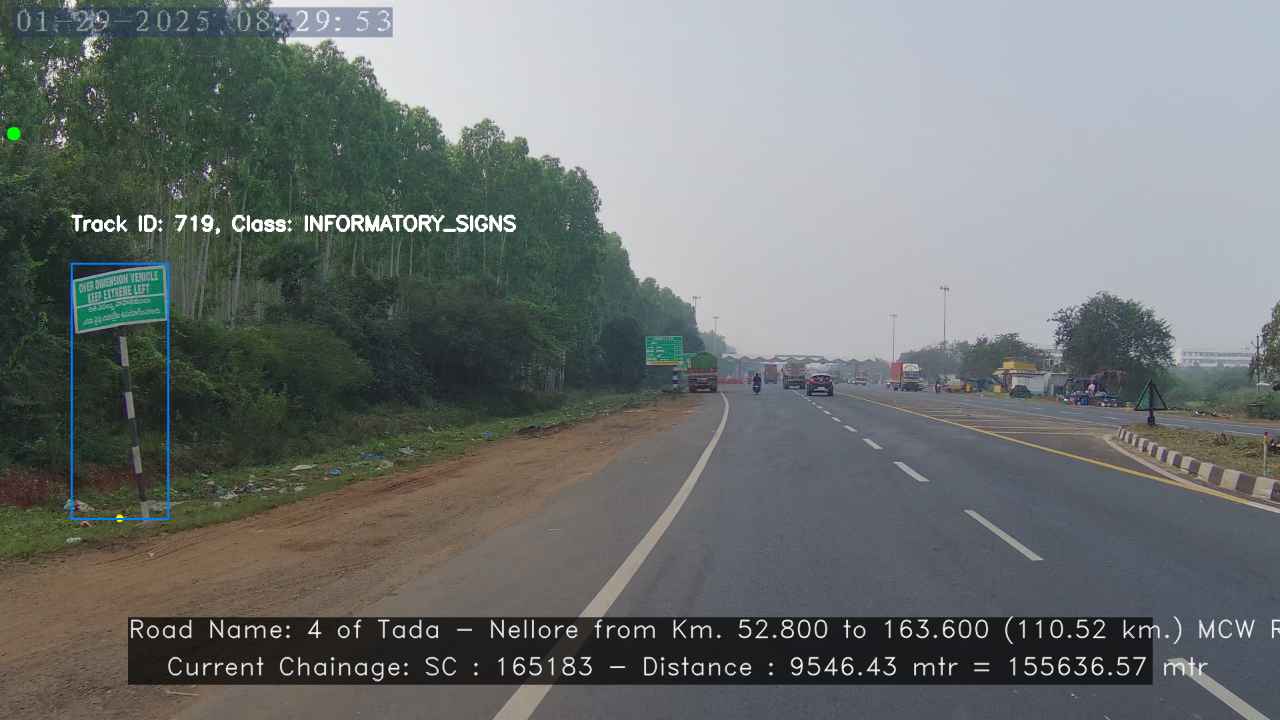 01-29-2025 08:29:53
Track ID: 719, Class: INFORMATORY_SIGNS
OVER DIMENSION VEHICLE
KEEP EXTREME LEFT
Road Name: 4 of Tada - Nellore from Km. 52.800 to 163.600 (110.52 km.) MCW R
Current Chainage: SC : 165183 - Distance : 9546.43 mtr = 155636.57 mtr